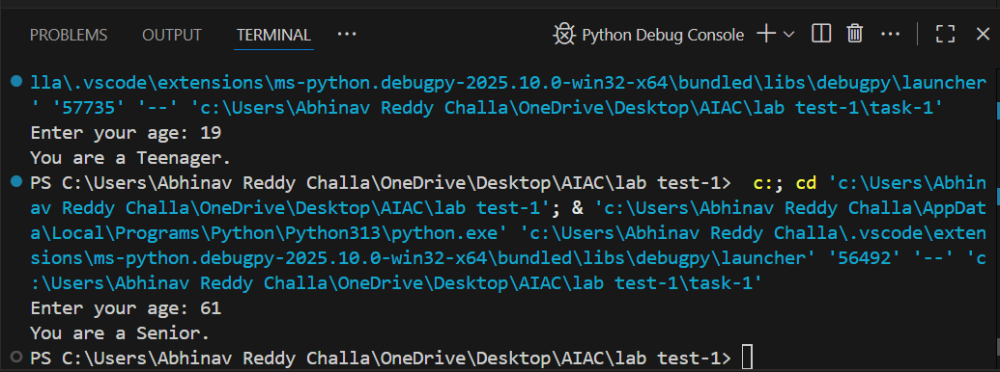 PROBLEMS OUTPUT TERMINAL ··· Python Debug Console
lla\.vscode\extensions\ms-python.debugpy-2025.10.0-win32-x64\bundled\libs\debugpy\launcher
' '57735' '--' 'c:\Users\Abhinav Reddy Challa\OneDrive\Desktop\AIAC\lab test-1\task-1'
Enter your age: 19
You are a Teenager.
PS C:\Users\Abhinav Reddy Challa\OneDrive\Desktop\AIAC\lab test-1>  c:; cd 'c:\Users\Abhin
av Reddy Challa\OneDrive\Desktop\AIAC\lab test-1'; & 'c:\Users\Abhinav Reddy Challa\AppDat
a\Local\Programs\Python\Python313\python.exe' 'c:\Users\Abhinav Reddy Challa\.vscode\exten
sions\ms-python.debugpy-2025.10.0-win32-x64\bundled\libs\debugpy\launcher' '56492' '--' 'c
:\Users\Abhinav Reddy Challa\OneDrive\Desktop\AIAC\lab test-1\task-1'
Enter your age: 61
You are a Senior.
PS C:\Users\Abhinav Reddy Challa\OneDrive\Desktop\AIAC\lab test-1>